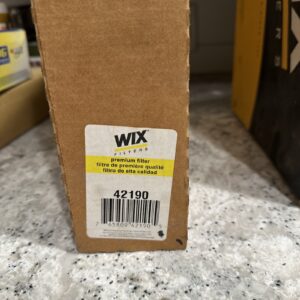 WIX
FILTERS
premium filter
filtre de première qualité
filtro de alta calidad
42190